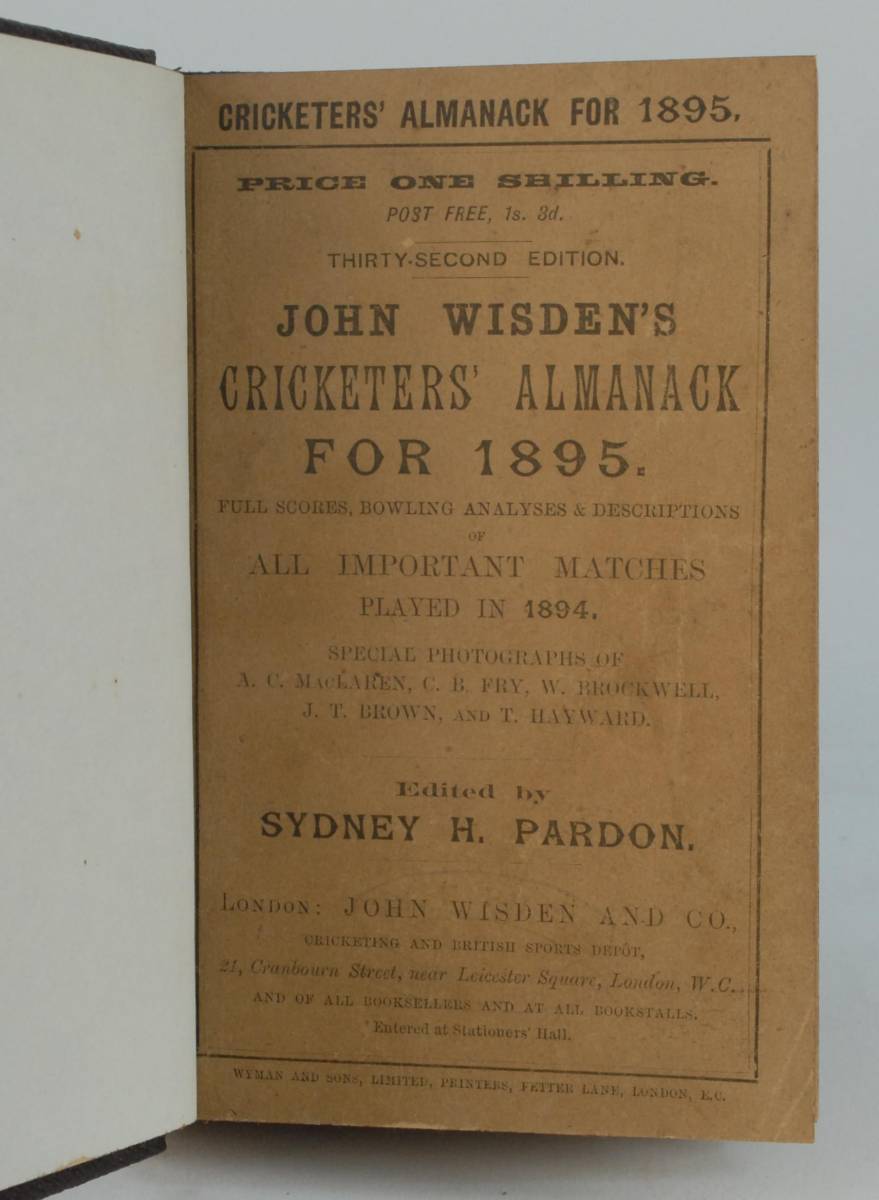 CRICKETERS' ALMANACK FOR 1895.
PRICE ONE SHILLING.
POST FREE, 1s. 3d.
THIRTY-SECOND EDITION.
JOHN WISDEN'S
CRICKETERS' ALMANACK
FOR 1895.
FULL SCORES, BOWLING ANALYSES & DESCRIPTIONS
OF
ALL IMPORTANT MATCHES
PLAYED IN 1894.
SPECIAL PHOTOGRAPHS OF
A. C. MACLAREN, C. B. FRY, W. BROCKWELL,
J. T. BROWN, AND T. HAYWARD.
Edited by
SYDNEY H. PARDON.
LONDON: JOHN WISDEN AND CO.,
CRICKETING AND BRITISH SPORTS DEPÔT,
21, Cranbourn Street, near Leicester Square, London, W.C.
AND OF ALL BOOKSELLERS AND AT ALL BOOKSTALLS.
Entered at Stationers' Hall.
WYMAN AND SONS, LIMITED, PRINTERS, FETTER LANE, LONDON, E.C.